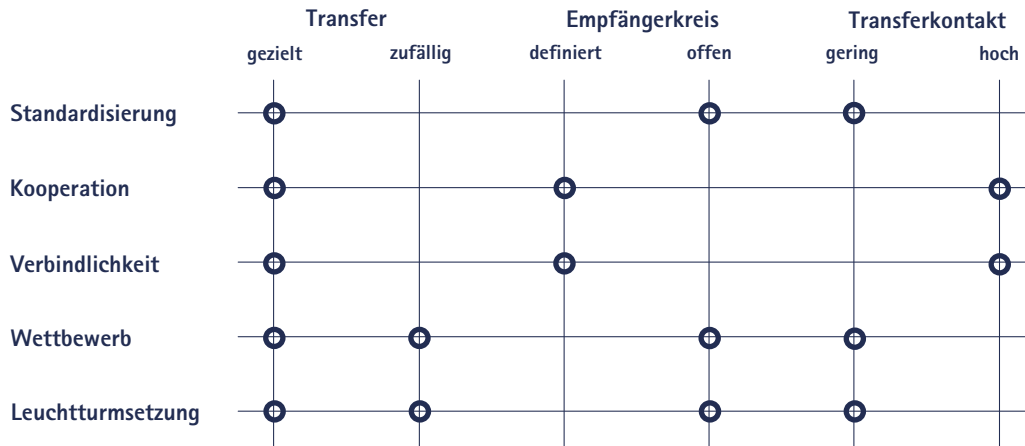 Transfer Empfängerkreis Transferkontakt
gezielt zufällig definiert offen gering hoch
Standardisierung
Kooperation
Verbindlichkeit
Wettbewerb
Leuchtturmsetzung